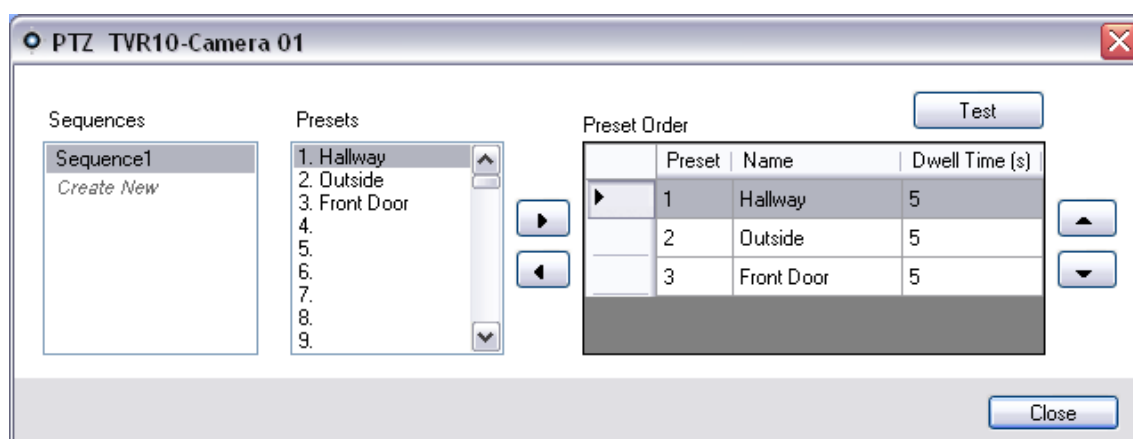 PTZ TVR10-Camera 01
Sequences
Sequence1
Create New
Presets
1. Hallway
2. Outside
3. Front Door
4.
5.
6.
7.
8.
9.
Preset Order
Test
Preset Name Dwell Time (s)
1 Hallway 5
2 Outside 5
3 Front Door 5
Close